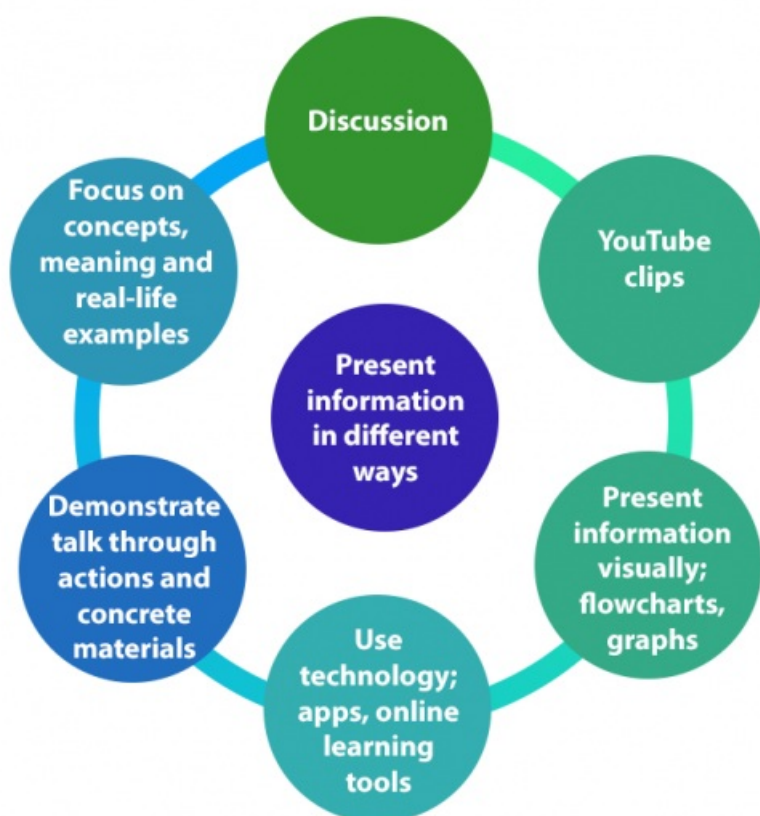 Discussion
YouTube
clips
Present
information
visually;
flowcharts,
graphs
Use
technology;
apps, online
learning
tools
Demonstrate
talk through
actions and
concrete
materials
Focus on
concepts,
meaning and
real-life
examples
Present
information
in different
ways